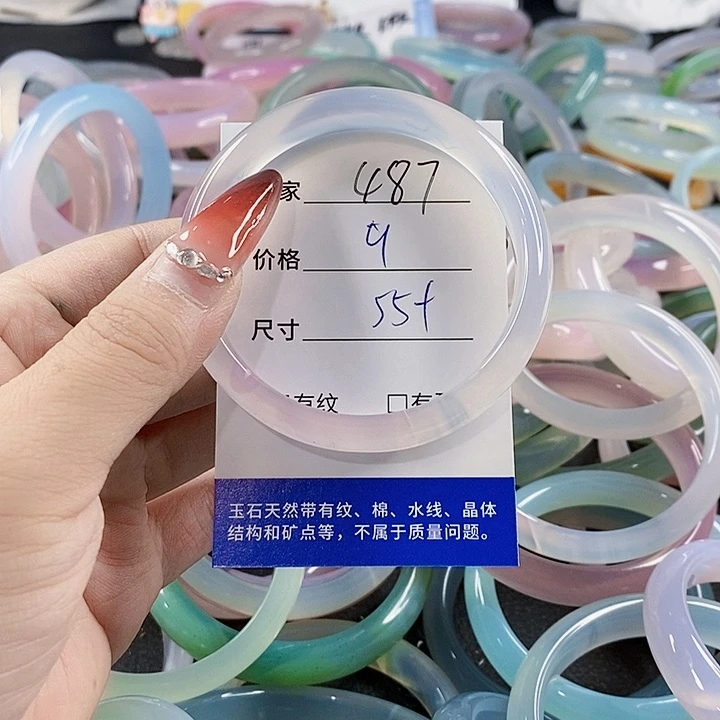 家 487
价格 9
尺寸 55+
有纹 □有
玉石天然带有纹、棉、水线、晶体
结构和矿点等，不属于质量问题。